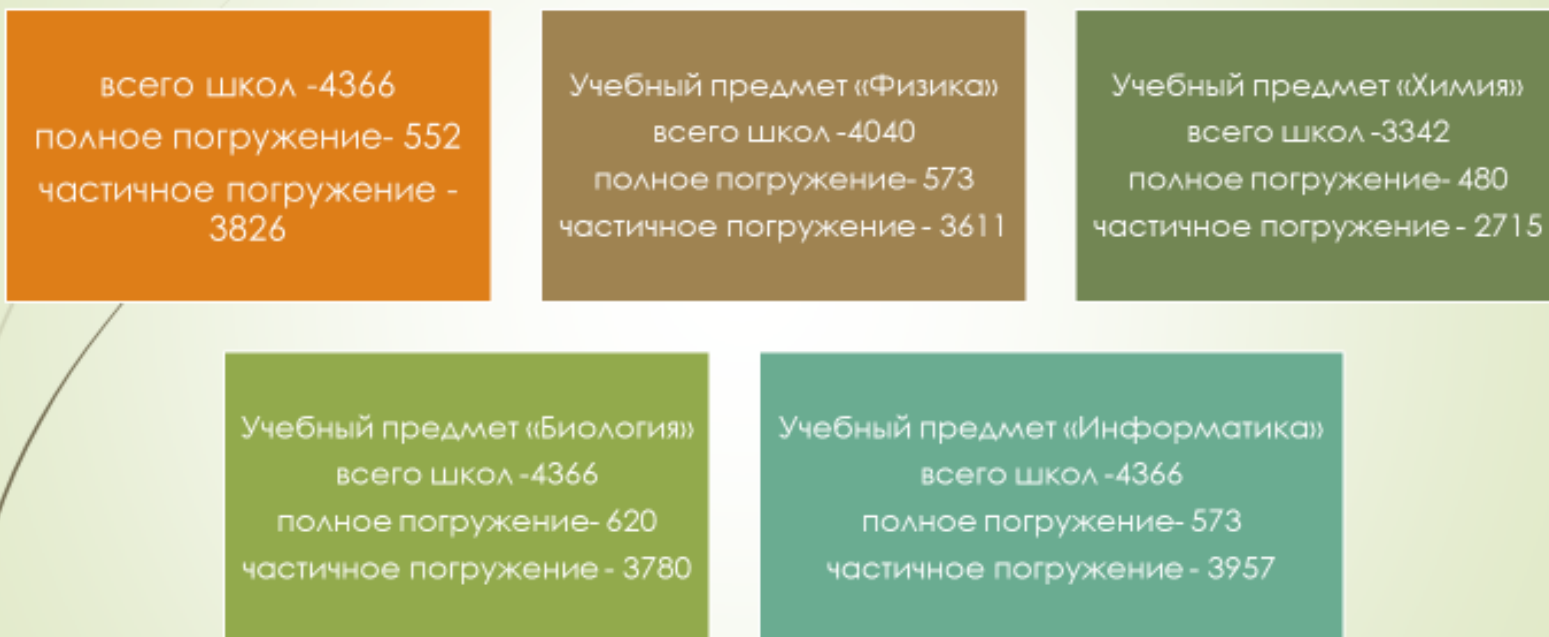 всего школ -4366
полное погружение- 552
частичное погружение -
3826
Учебный предмет «Физика»
всего школ -4040
полное погружение- 573
частичное погружение - 3611
Учебный предмет «Химия»
всего школ -3342
полное погружение- 480
частичное погружение - 2715
Учебный предмет «Биология»
всего школ -4366
полное погружение- 620
частичное погружение - 3780
Учебный предмет «Информатика»
всего школ -4366
полное погружение- 573
частичное погружение - 3957